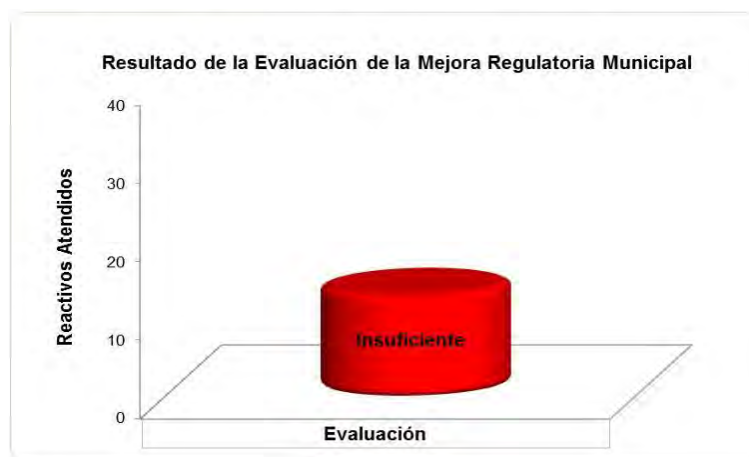 Resultado de la Evaluación de la Mejora Regulatoria Municipal
40
30
20
10
0
Reactivos Atendidos
Insuficiente
Evaluación